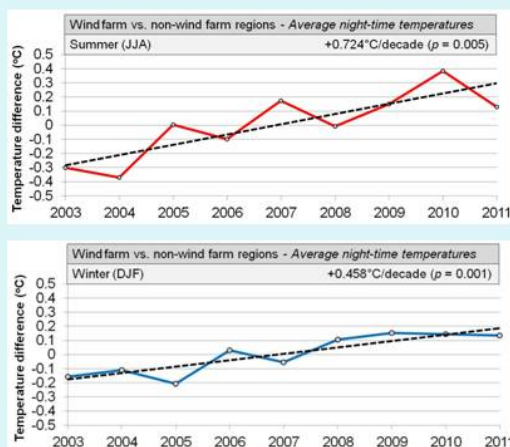 Wind farm vs. non-wind farm regions - Average night-time temperatures
Summer (JJA) +0.724°C/decade (p = 0.005)
Temperature difference (°C)
0.5
0.4
0.3
0.2
0.1
0
-0.1
-0.2
-0.3
-0.4
-0.5
2003 2004 2005 2006 2007 2008 2009 2010 2011
Wind farm vs. non-wind farm regions - Average night-time temperatures
Winter (DJF) +0.458°C/decade (p = 0.001)
Temperature difference (°C)
0.5
0.4
0.3
0.2
0.1
0
-0.1
-0.2
-0.3
-0.4
-0.5
2003 2004 2005 2006 2007 2008 2009 2010 2011